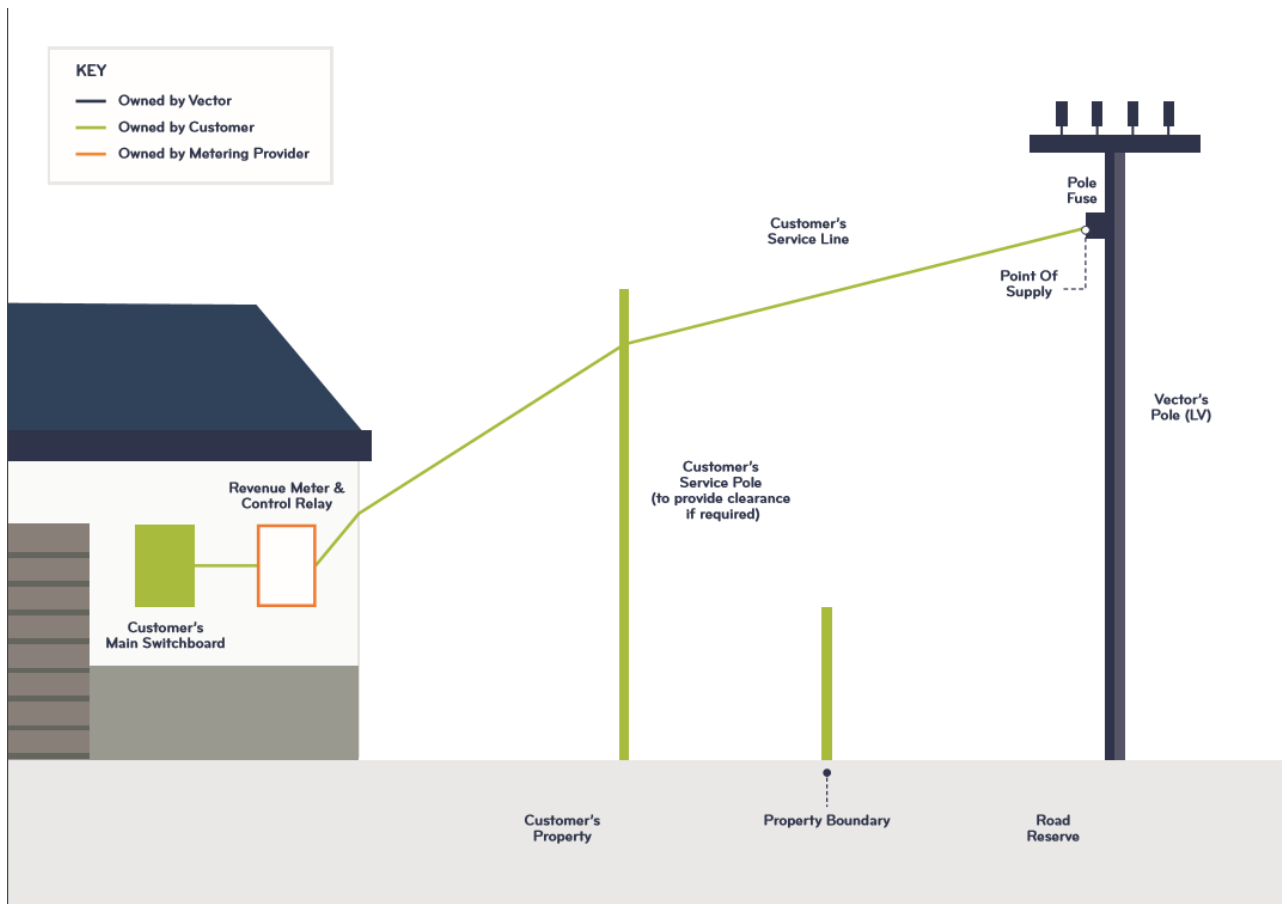 KEY
Owned by Vector
Owned by Customer
Owned by Metering Provider
Pole
Fuse
Customer's
Service Line
Point Of
Supply
Vector's
Pole (LV)
Customer's
Service Pole
(to provide clearance
if required)
Revenue Meter &
Control Relay
Customer's
Main Switchboard
Customer's
Property
Property Boundary
Road
Reserve